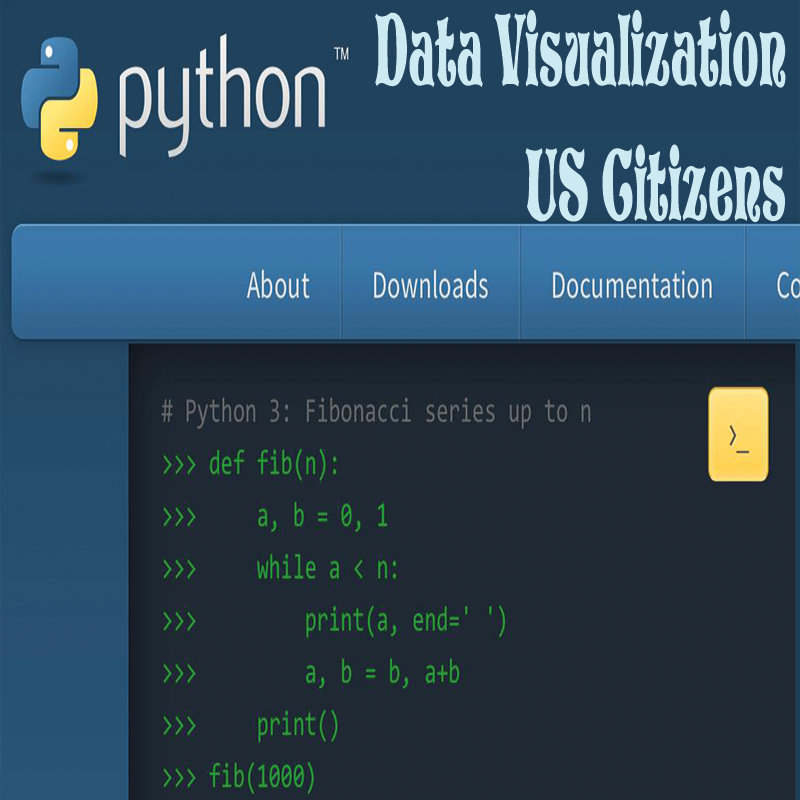 python™
Data Visualization
US Citizens
About Downloads Documentation Co
# Python 3: Fibonacci series up to n
>>> def fib(n):
>>>     a, b = 0, 1
>>>     while a < n:
>>>         print(a, end=' ')
>>>         a, b = b, a+b
>>>     print()
>>> fib(1000)
>_